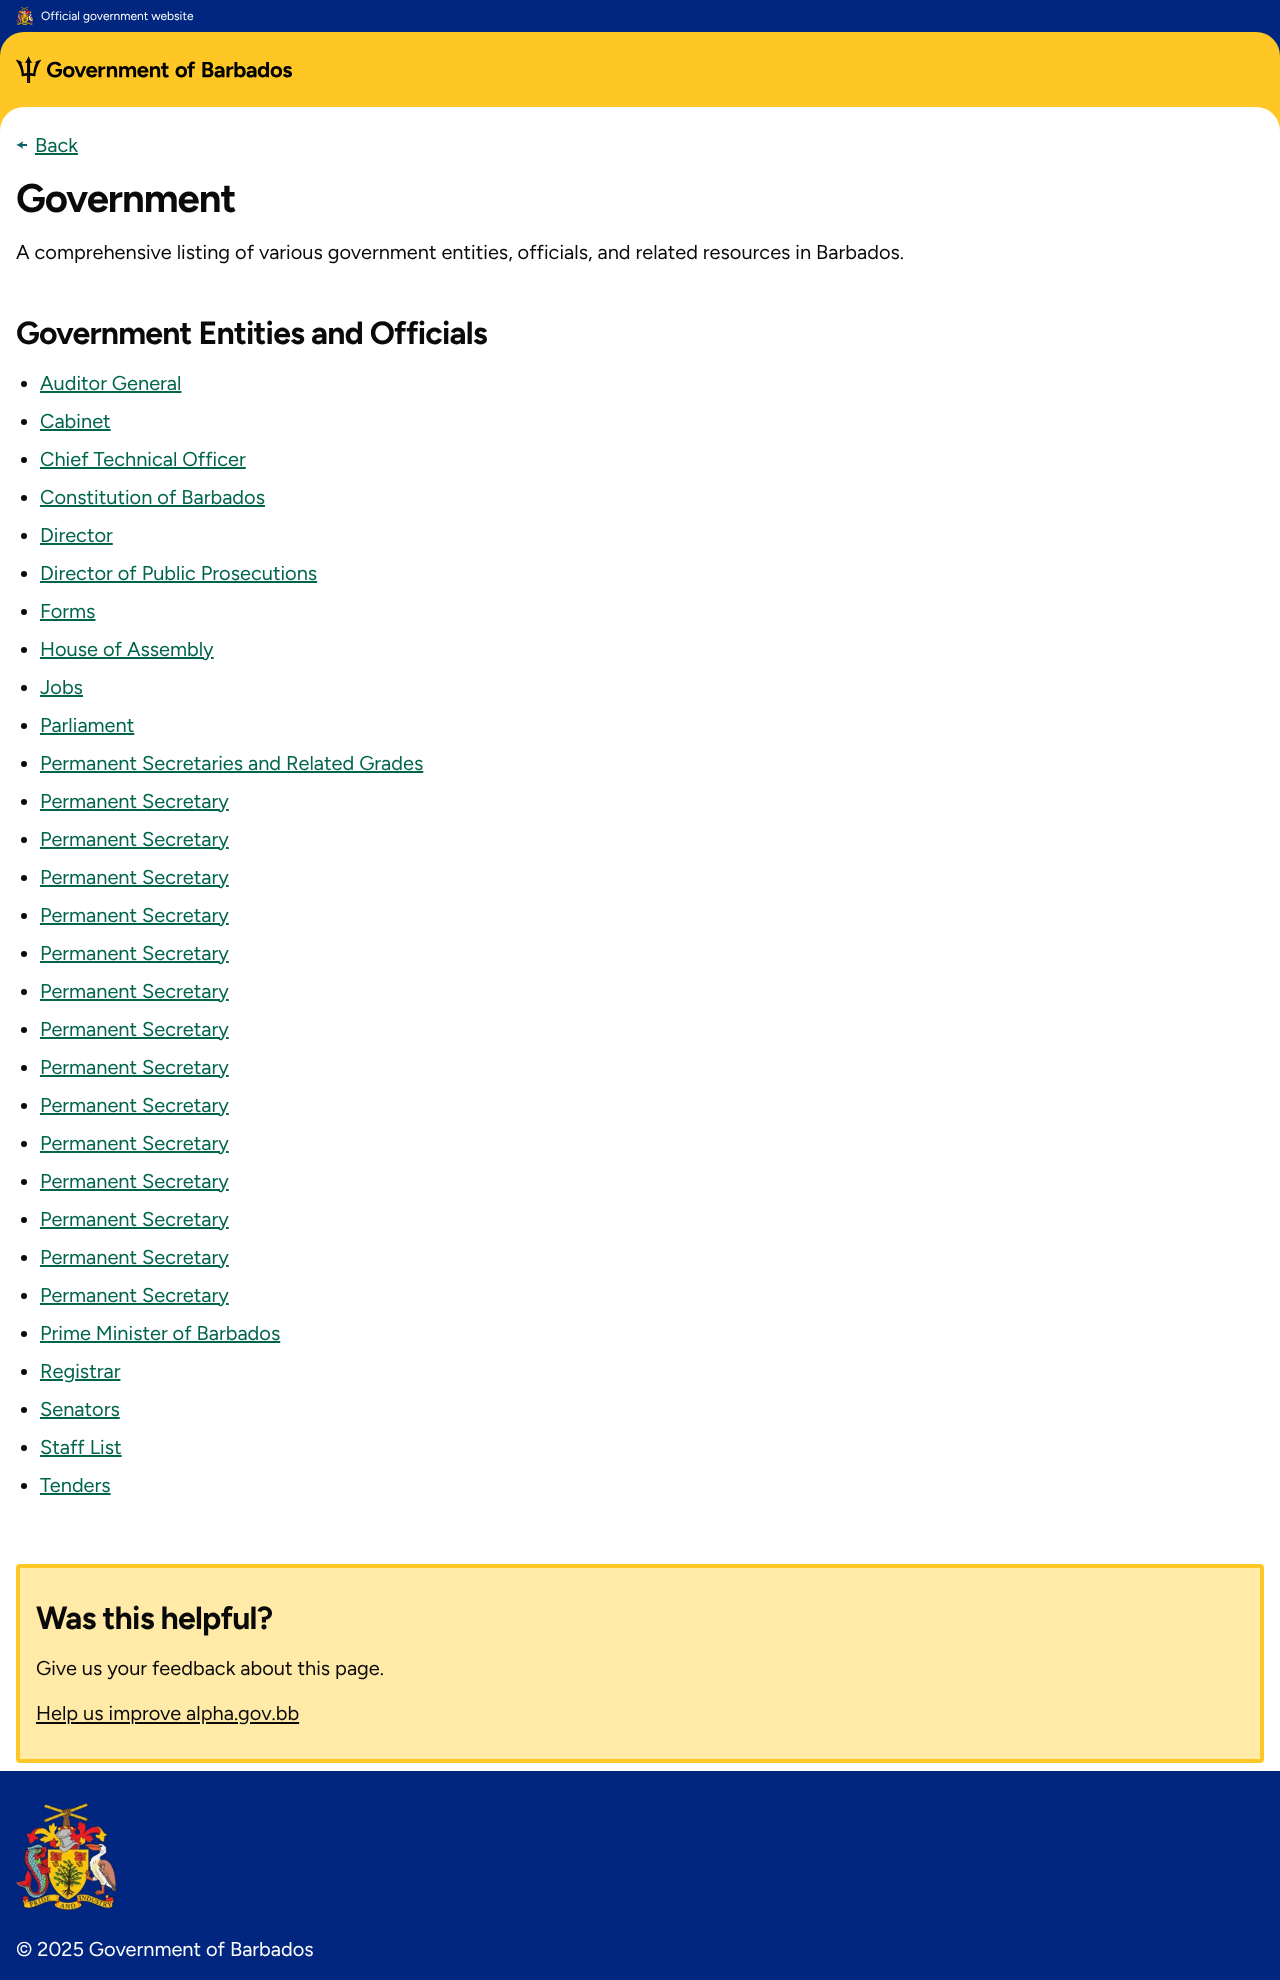 Official government website
Government of Barbados
Back
Government
A comprehensive listing of various government entities, officials, and related resources in Barbados.
Government Entities and Officials
Auditor General
Cabinet
Chief Technical Officer
Constitution of Barbados
Director
Director of Public Prosecutions
Forms
House of Assembly
Jobs
Parliament
Permanent Secretaries and Related Grades
Permanent Secretary
Permanent Secretary
Permanent Secretary
Permanent Secretary
Permanent Secretary
Permanent Secretary
Permanent Secretary
Permanent Secretary
Permanent Secretary
Permanent Secretary
Permanent Secretary
Permanent Secretary
Permanent Secretary
Permanent Secretary
Prime Minister of Barbados
Registrar
Senators
Staff List
Tenders
Was this helpful?
Give us your feedback about this page.
Help us improve alpha.gov.bb
PRIDE AND INDUSTRY
© 2025 Government of Barbados